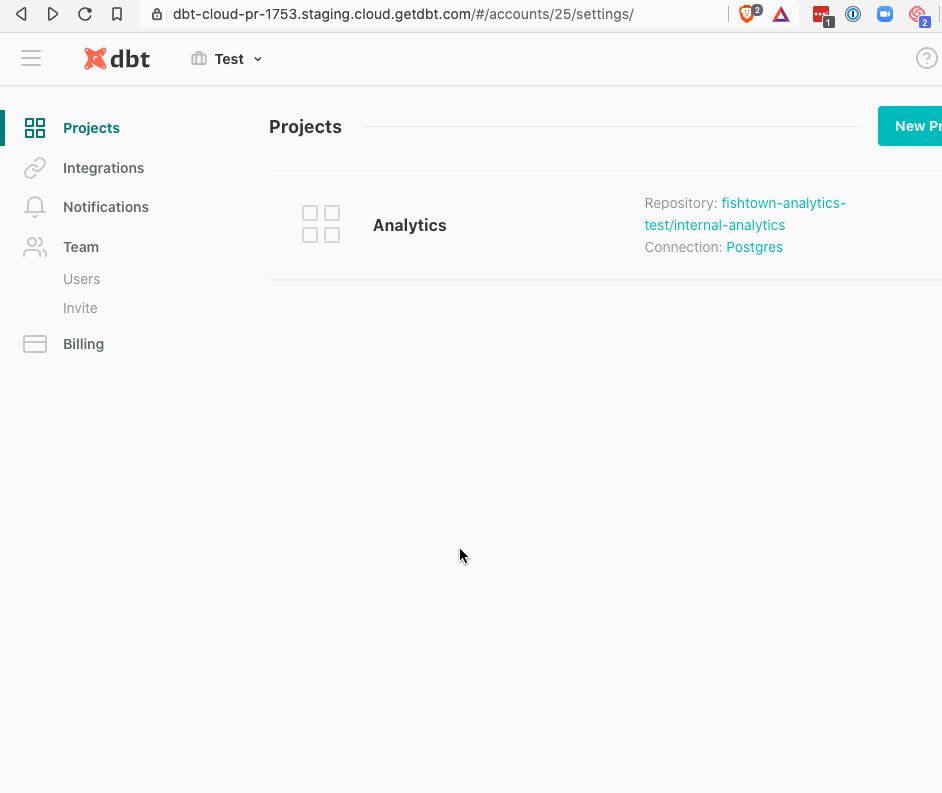 dbt-cloud-pr-1753.staging.cloud.getdbt.com/#/accounts/25/settings/
2
1
2
dbt
Test
?
Projects
Integrations
Notifications
Team
Users
Invite
Billing
Projects
New Pr
Analytics
Repository: fishtown-analytics-
test/internal-analytics
Connection: Postgres